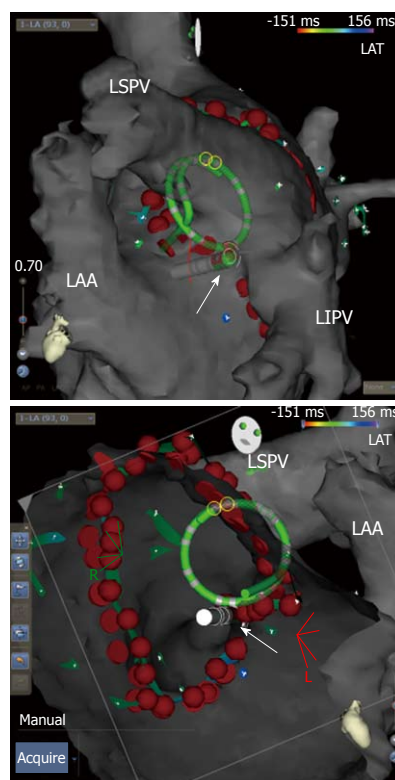 1-LA (93, 0)
-151 ms 156 ms
LAT
LSPV
0.70
LAA
LIPV
1-LA (93, 0)
-151 ms 156 ms
LAT
LSPV
LAA
R
L
Manual
Acquire